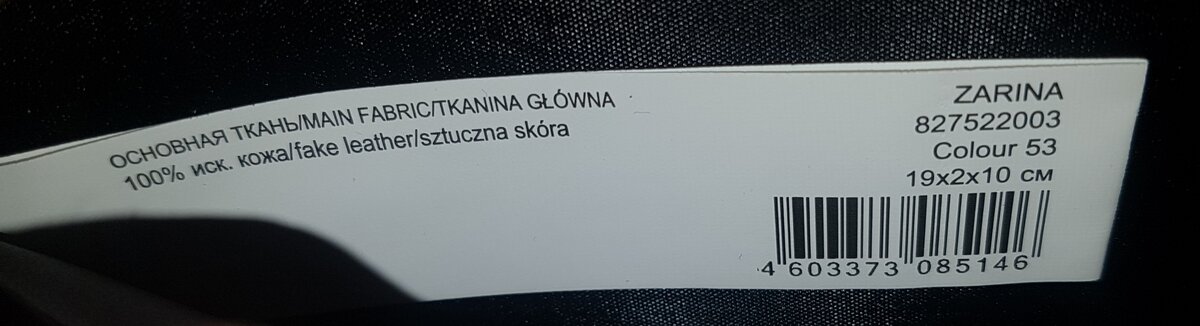 ОСНОВНАЯ ТКАНЬ/MAIN FABRIC/TKANINA GŁÓWNA
100% иск. кожа/fake leather/sztuczna skóra
ZARINA
827522003
Colour 53
19x2x10 см
4 603373 085146